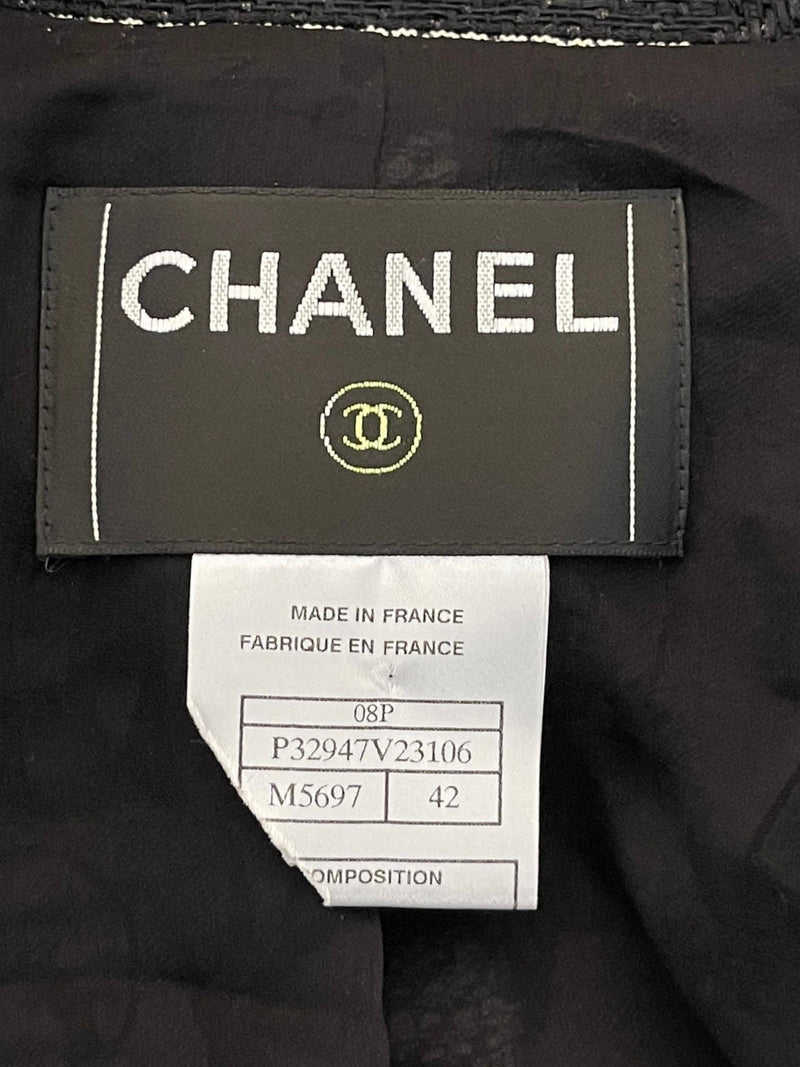 CHANEL
MADE IN FRANCE
FABRIQUE EN FRANCE
08P
P32947V23106
M5697 42
OMPOSITION